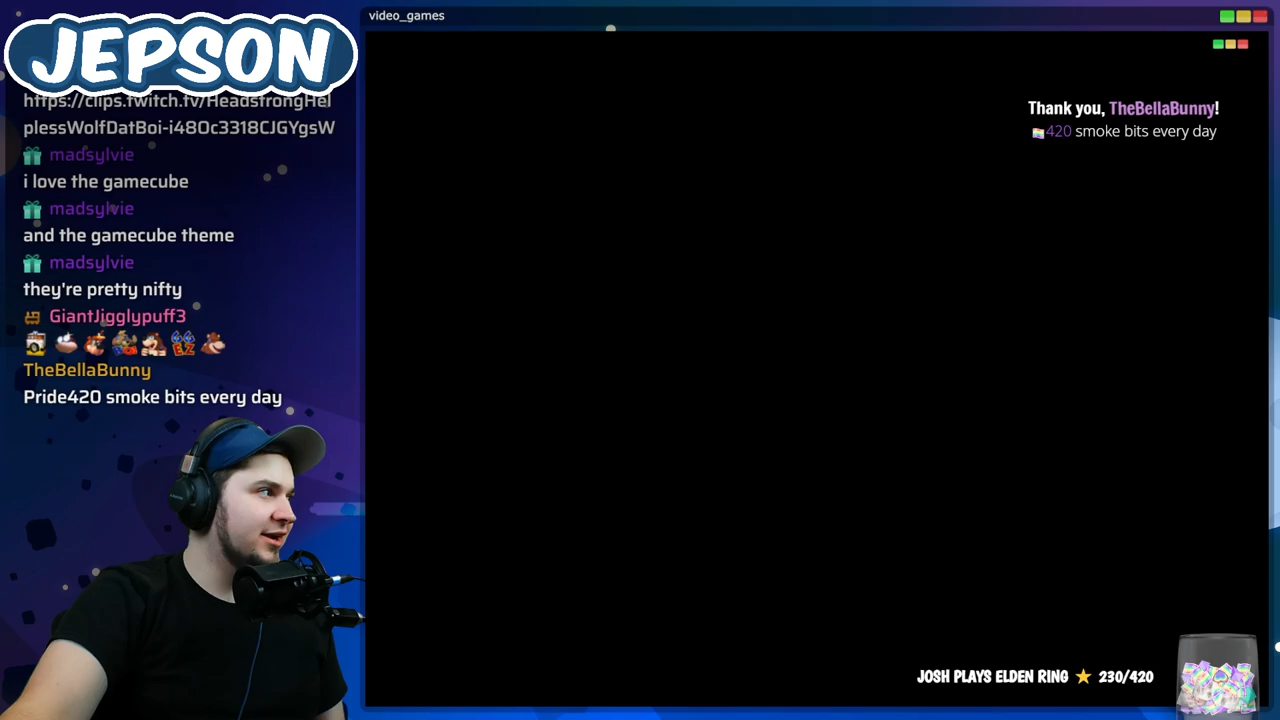 JEPSON
video_games
https://clips.twitch.tv/HeadstrongHel
plessWolfDatBoi-i48Oc3318CJGYgsW
madsylvie
i love the gamecube
madsylvie
and the gamecube theme
madsylvie
they're pretty nifty
GiantJigglypuff3
TheBellaBunny
Pride420 smoke bits every day
Thank you, TheBellaBunny!
420 smoke bits every day
JOSH PLAYS ELDEN RING ★ 230/420